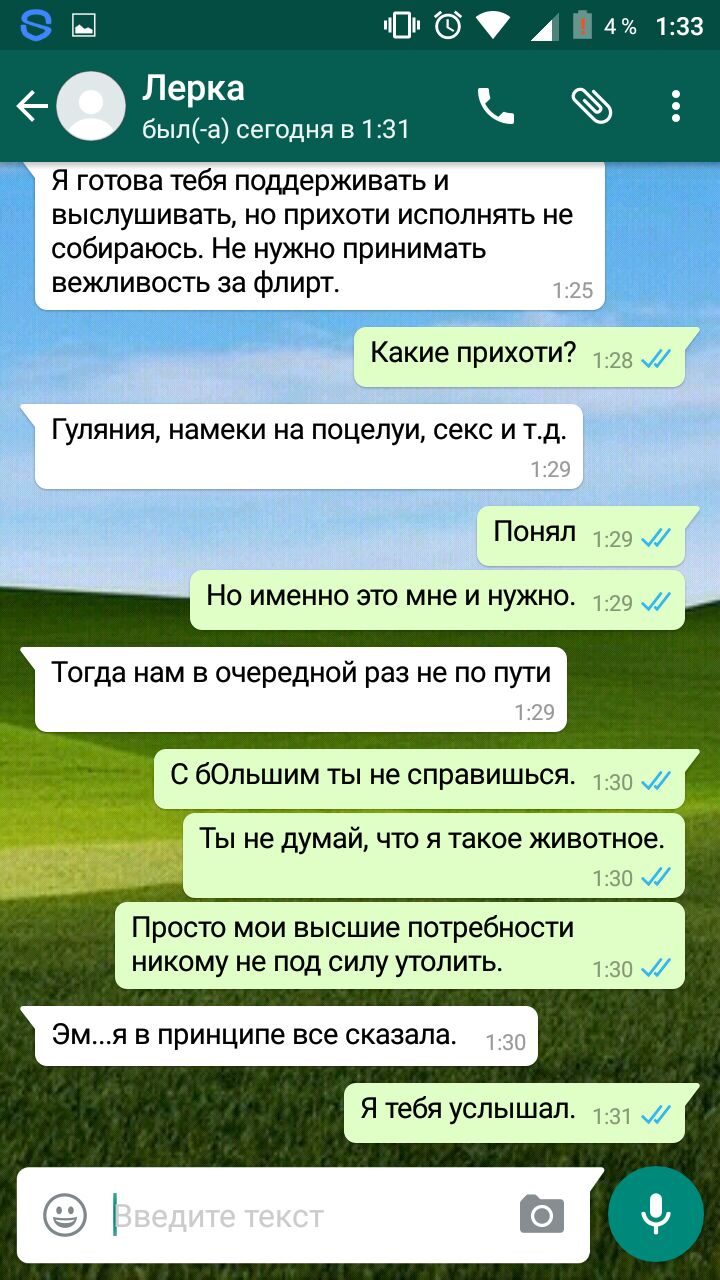 4 % 1:33
Лерка
был(-а) сегодня в 1:31
Я готова тебя поддерживать и
выслушивать, но прихоти исполнять не
собираюсь. Не нужно принимать
вежливость за флирт.
1:25
Какие прихоти? 1:28
Гуляния, намеки на поцелуи, секс и т.д.
1:29
Понял 1:29
Но именно это мне и нужно. 1:29
Тогда нам в очередной раз не по пути
1:29
С бОльшим ты не справишься. 1:30
Ты не думай, что я такое животное.
1:30
Просто мои высшие потребности
никому не под силу утолить. 1:30
Эм...я в принципе все сказала. 1:30
Я тебя услышал. 1:31
Введите текст